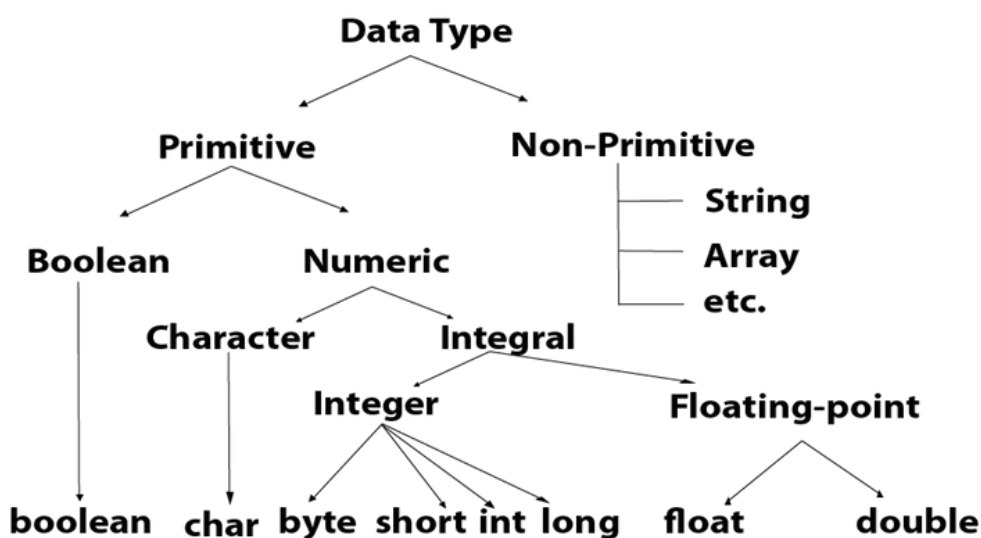 Data Type
Primitive
Non-Primitive
String
Boolean
Numeric
Array
etc.
Character
Integral
Integer
Floating-point
boolean
char
byte
short
int
long
float
double